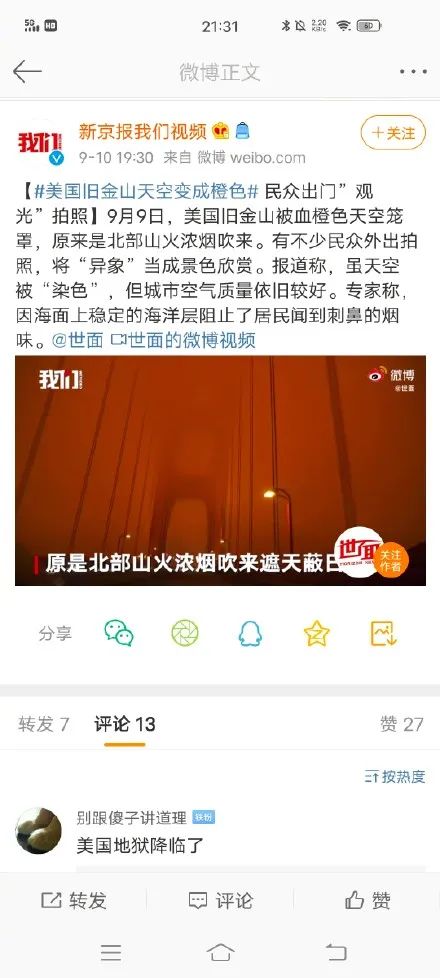 5G HD 21:31 2.20 KB/s 60
微博正文
我们
新京报我们视频
+关注
9-10 19:30 来自 微博 weibo.com
【#美国旧金山天空变成橙色# 民众出门”观
光”拍照】9月9日，美国旧金山被血橙色天空笼
罩，原来是北部山火浓烟吹来。有不少民众外出拍
照，将“异象”当成景色欣赏。报道称，虽天空
被“染色”，但城市空气质量依旧较好。专家称，
因海面上稳定的海洋层阻止了居民闻到刺鼻的烟
味。@世面 世面的微博视频
我们
微博
@世面
原是北部山火浓烟吹来遮天蔽日
世面
关注
作者
分享
转发 7 评论 13 赞 27
按热度
别跟傻子讲道理 铁粉
美国地狱降临了
转发 评论 赞